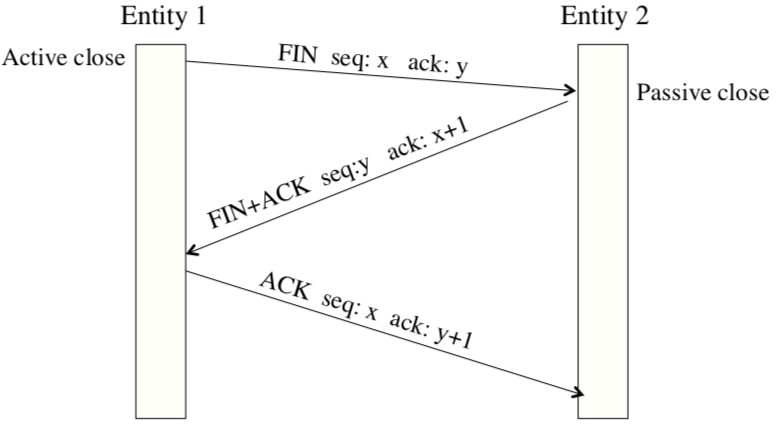 Entity 1
Entity 2
Active close
FIN seq: x ack: y
Passive close
FIN+ACK seq:y ack: x+1
ACK seq: x ack: y+1